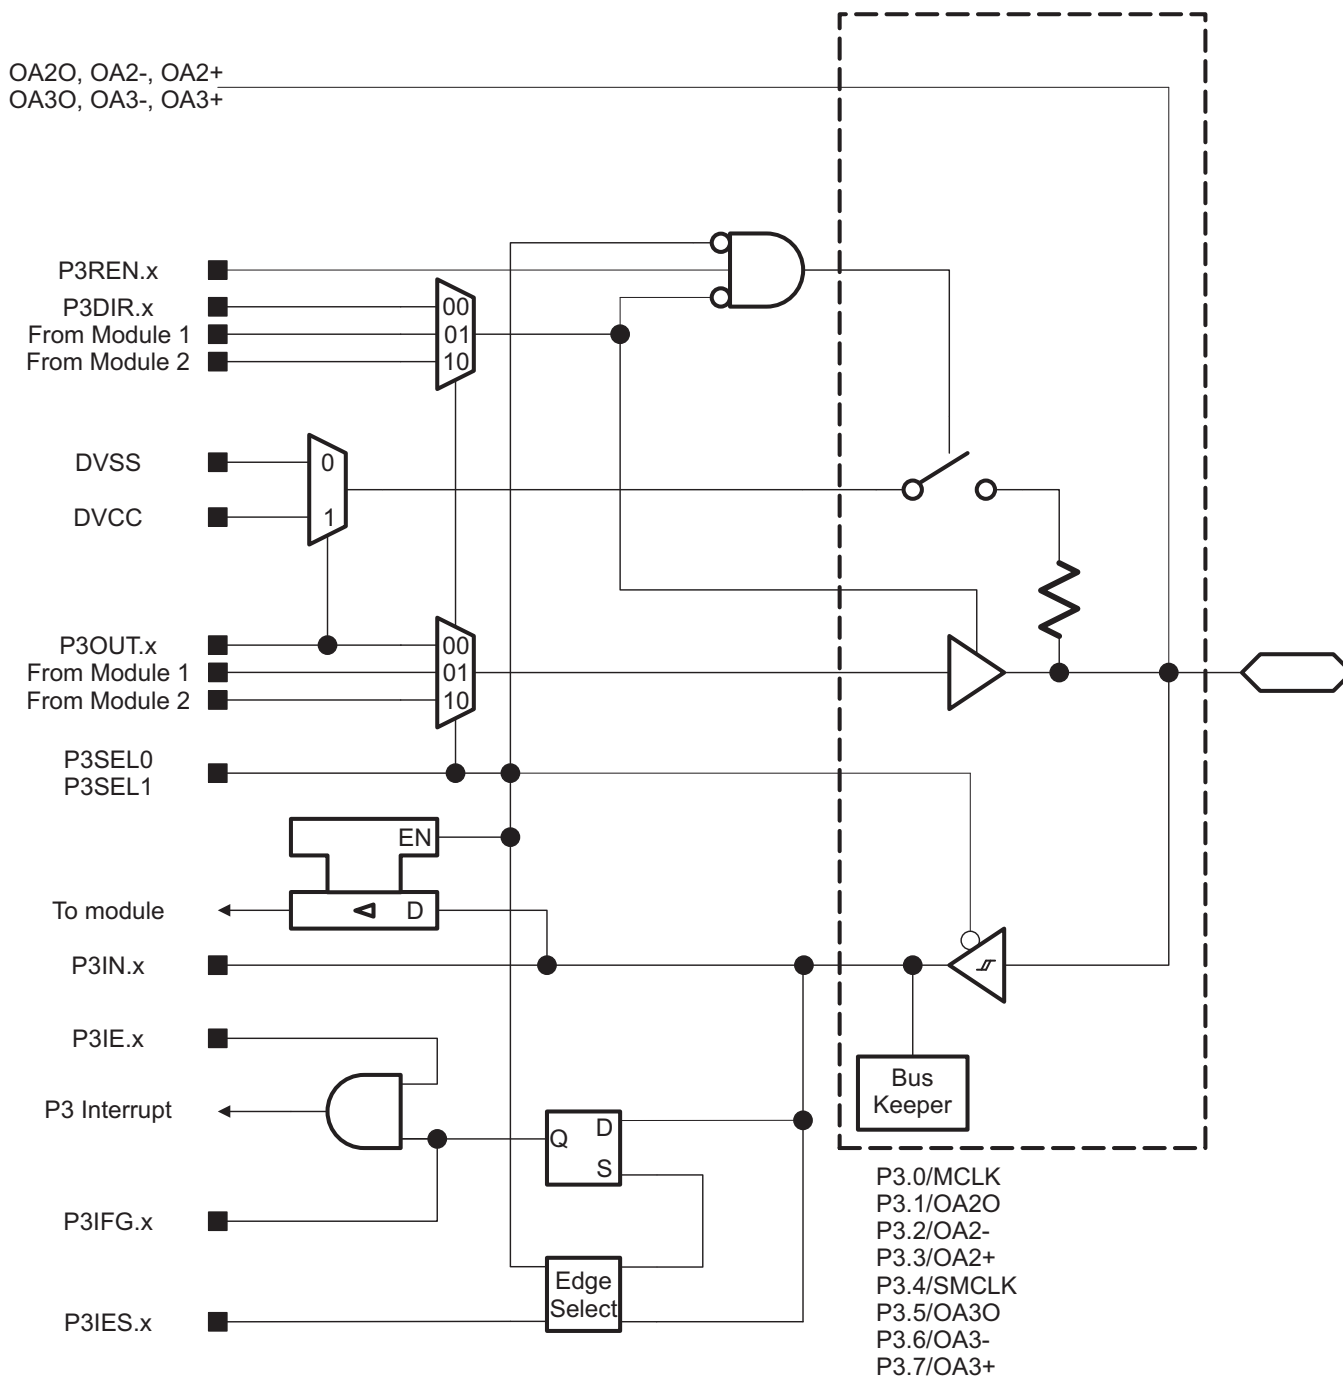 OA2O, OA2-, OA2+
OA3O, OA3-, OA3+
P3REN.x
P3DIR.x
From Module 1
From Module 2
00
01
10
DVSS
DVCC
0
1
P3OUT.x
From Module 1
From Module 2
00
01
10
P3SEL0
P3SEL1
EN
To module
D
P3IN.x
P3IE.x
Bus
Keeper
P3 Interrupt
Q
D
S
P3IFG.x
Edge
Select
P3IES.x
P3.0/MCLK
P3.1/OA2O
P3.2/OA2-
P3.3/OA2+
P3.4/SMCLK
P3.5/OA3O
P3.6/OA3-
P3.7/OA3+